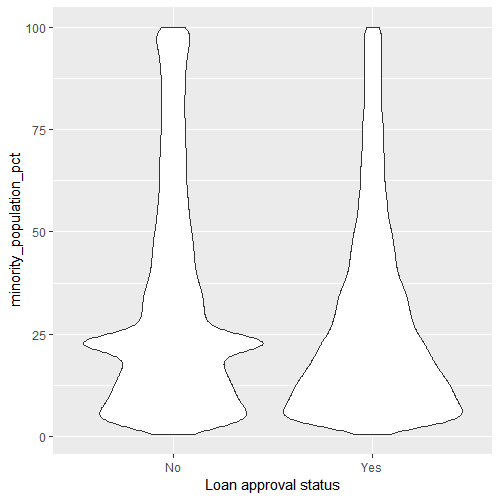 100
75
50
25
0
minority_population_pct
No Yes
Loan approval status